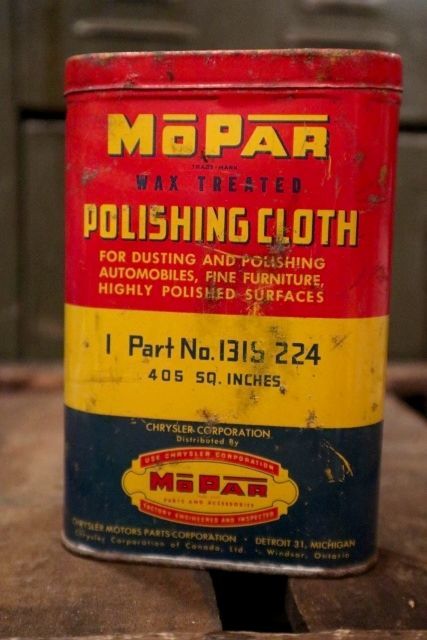 MOPAR
TRADE-MARK
WAX TREATED
POLISHING CLOTH
FOR DUSTING AND POLISHING
AUTOMOBILES, FINE FURNITURE,
HIGHLY POLISHED SURFACES
1 Part No. 1315 224
405 SQ. INCHES
CHRYSLER CORPORATION
Distributed By
USE CHRYSLER CORPORATION
MOPAR
PARTS AND ACCESSORIES
FACTORY ENGINEERED AND INSPECTED
CHRYSLER MOTORS PARTS CORPORATION · DETROIT 31, MICHIGAN
Chrysler Corporation of Canada, Ltd. · Windsor, Ontario